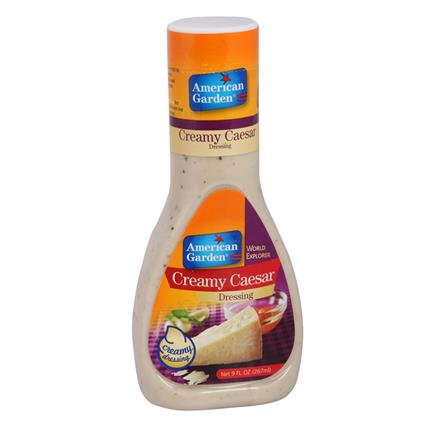 American
Garden
Creamy Caesar
Dressing
American
Garden
WORLD
EXPLORER
Creamy Caesar
Dressing
creamy
dressing
Net 9 FL OZ (267ml)